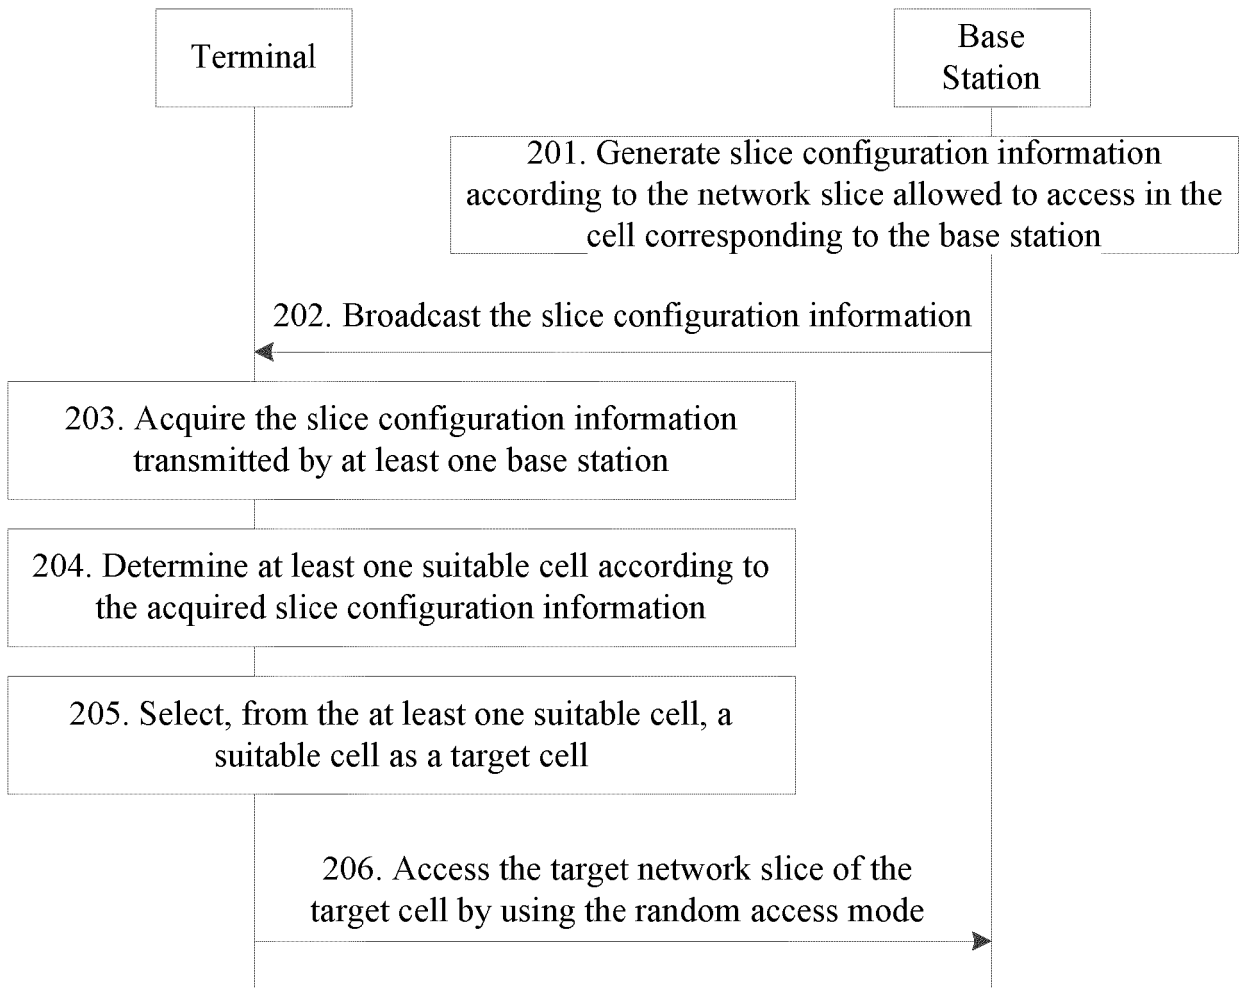 Terminal
Base
Station
201. Generate slice configuration information
according to the network slice allowed to access in the
cell corresponding to the base station
202. Broadcast the slice configuration information
203. Acquire the slice configuration information
transmitted by at least one base station
204. Determine at least one suitable cell according to
the acquired slice configuration information
205. Select, from the at least one suitable cell, a
suitable cell as a target cell
206. Access the target network slice of the
target cell by using the random access mode